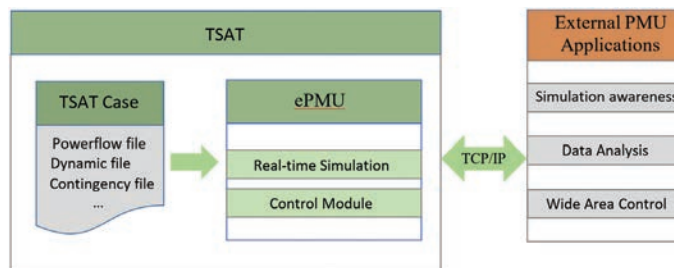 TSAT
TSAT Case
Powerflow file
Dynamic file
Contingency file
...
ePMU
Real-time Simulation
Control Module
TCP/IP
External PMU
Applications
Simulation awareness
Data Analysis
Wide Area Control